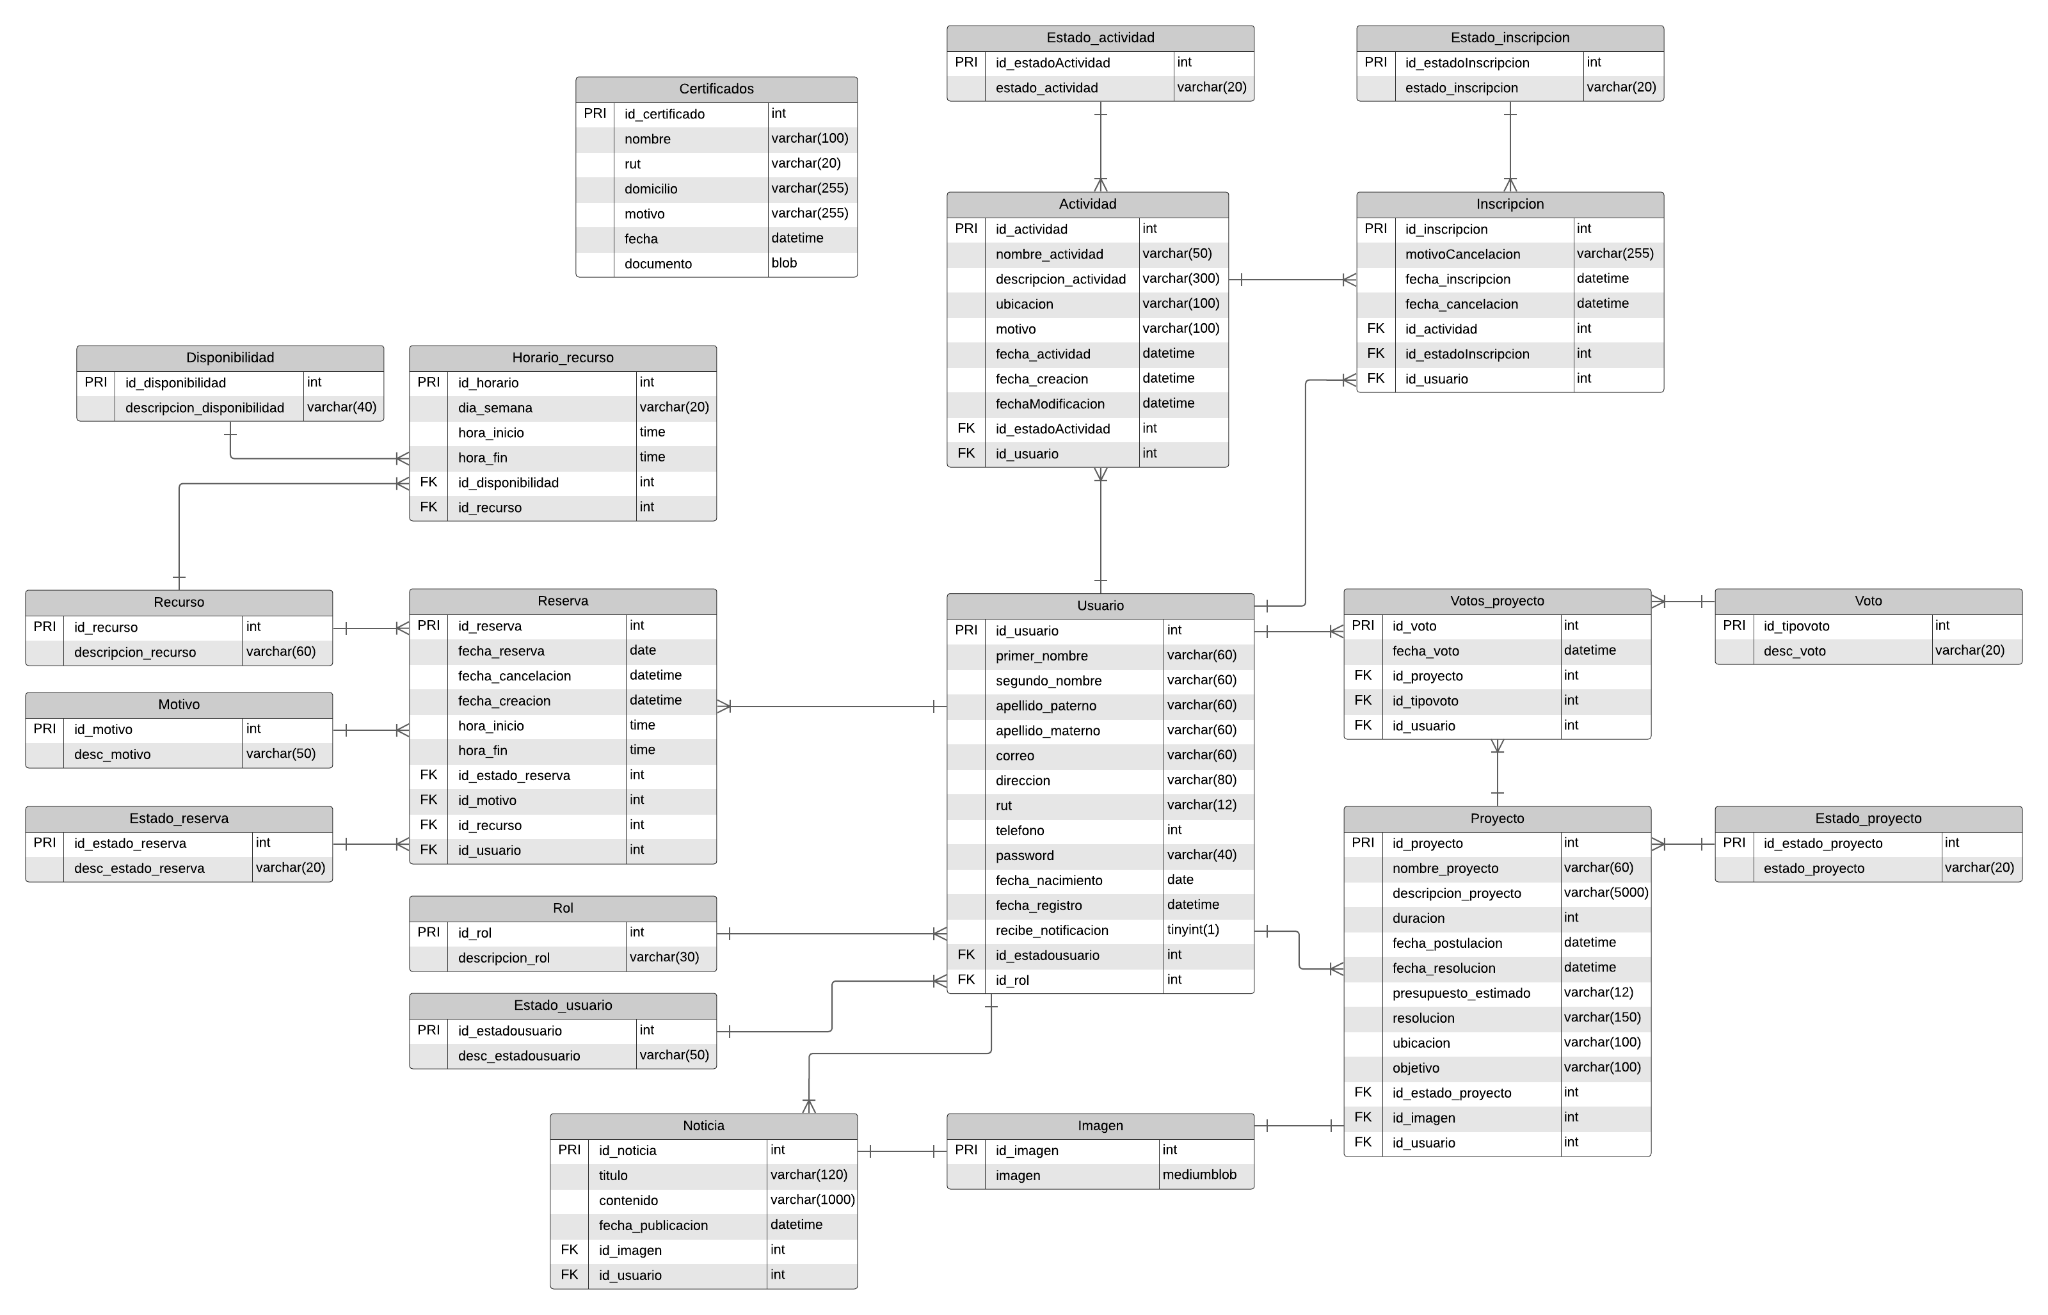 Estado_actividad
PRI id_estadoActividad int
estado_actividad varchar(20)
Estado_inscripcion
PRI id_estadoInscripcion int
estado_inscripcion varchar(20)
Certificados
PRI id_certificado int
nombre varchar(100)
rut varchar(20)
domicilio varchar(255)
motivo varchar(255)
fecha datetime
documento blob
Actividad
PRI id_actividad int
nombre_actividad varchar(50)
descripcion_actividad varchar(300)
ubicacion varchar(100)
motivo varchar(100)
fecha_actividad datetime
fecha_creacion datetime
fechaModificacion datetime
FK id_estadoActividad int
FK id_usuario int
Inscripcion
PRI id_inscripcion int
motivoCancelacion varchar(255)
fecha_inscripcion datetime
fecha_cancelacion datetime
FK id_actividad int
FK id_estadoInscripcion int
FK id_usuario int
Disponibilidad
PRI id_disponibilidad int
descripcion_disponibilidad varchar(40)
Horario_recurso
PRI id_horario int
dia_semana varchar(20)
hora_inicio time
hora_fin time
FK id_disponibilidad int
FK id_recurso int
Recurso
PRI id_recurso int
descripcion_recurso varchar(60)
Motivo
PRI id_motivo int
desc_motivo varchar(50)
Estado_reserva
PRI id_estado_reserva int
desc_estado_reserva varchar(20)
Reserva
PRI id_reserva int
fecha_reserva date
fecha_cancelacion datetime
fecha_creacion datetime
hora_inicio time
hora_fin time
FK id_estado_reserva int
FK id_motivo int
FK id_recurso int
FK id_usuario int
Rol
PRI id_rol int
descripcion_rol varchar(30)
Estado_usuario
PRI id_estadousuario int
desc_estadousuario varchar(50)
Usuario
PRI id_usuario int
primer_nombre varchar(60)
segundo_nombre varchar(60)
apellido_paterno varchar(60)
apellido_materno varchar(60)
correo varchar(60)
direccion varchar(80)
rut varchar(12)
telefono int
password varchar(40)
fecha_nacimiento date
fecha_registro datetime
recibe_notificacion tinyint(1)
FK id_estadousuario int
FK id_rol int
Votos_proyecto
PRI id_voto int
fecha_voto datetime
FK id_proyecto int
FK id_tipovoto int
FK id_usuario int
Voto
PRI id_tipovoto int
desc_voto varchar(20)
Proyecto
PRI id_proyecto int
nombre_proyecto varchar(60)
descripcion_proyecto varchar(5000)
duracion int
fecha_postulacion datetime
fecha_resolucion datetime
presupuesto_estimado varchar(12)
resolucion varchar(150)
ubicacion varchar(100)
objetivo varchar(100)
FK id_estado_proyecto int
FK id_imagen int
FK id_usuario int
Estado_proyecto
PRI id_estado_proyecto int
estado_proyecto varchar(20)
Noticia
PRI id_noticia int
titulo varchar(120)
contenido varchar(1000)
fecha_publicacion datetime
FK id_imagen int
FK id_usuario int
Imagen
PRI id_imagen int
imagen mediumblob